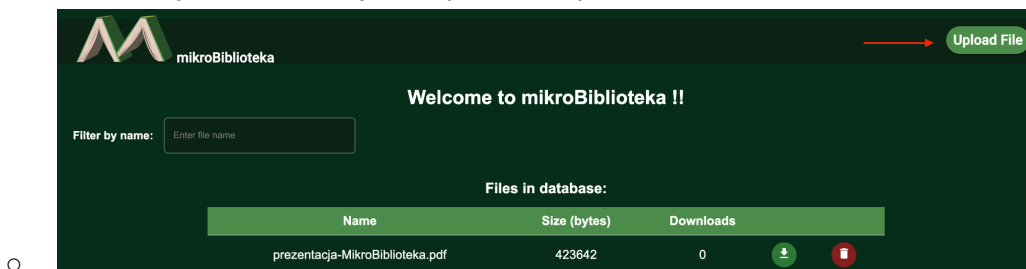 mikroBiblioteka
Upload File
Welcome to mikroBiblioteka !!
Filter by name:
Enter file name
Files in database:
Name Size (bytes) Downloads
prezentacja-MikroBiblioteka.pdf 423642 0